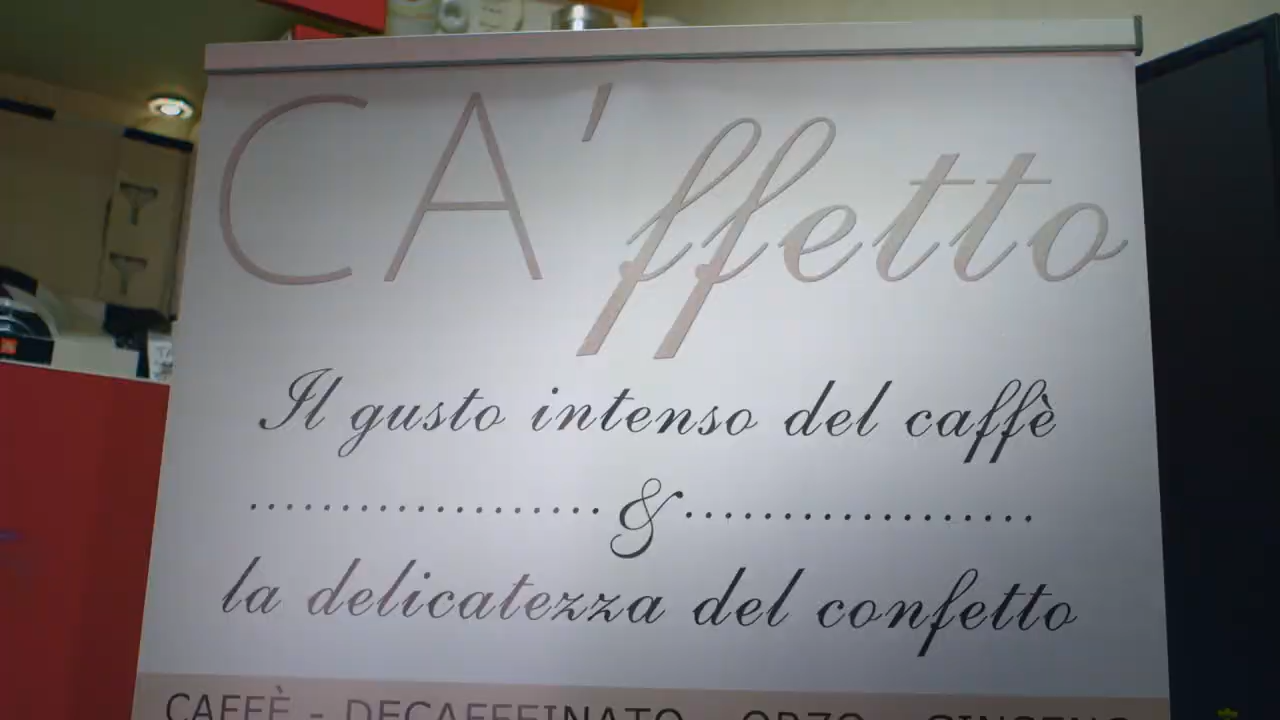 CA'ffetto
Il gusto intenso del caffè
...................&...................
la delicatezza del confetto
CAFFÈ - DECAFFEINATO - ORZO - GINSENG